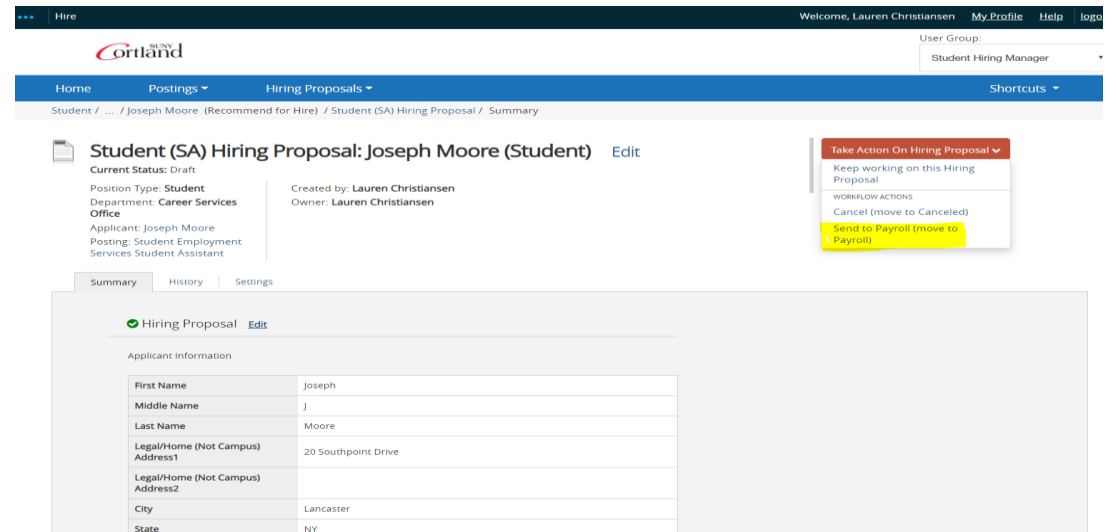 Hire
Welcome, Lauren Christiansen My Profile Help logo
SUNY
Cortland
User Group:
Student Hiring Manager
Home Postings Hiring Proposals Shortcuts
Student / ... / Joseph Moore (Recommend for Hire) / Student (SA) Hiring Proposal / Summary
Student (SA) Hiring Proposal: Joseph Moore (Student) Edit
Current Status: Draft
Position Type: Student
Department: Career Services
Office
Applicant: Joseph Moore
Posting: Student Employment
Services Student Assistant
Created by: Lauren Christiansen
Owner: Lauren Christiansen
Take Action On Hiring Proposal
Keep working on this Hiring
Proposal
WORKFLOW ACTIONS
Cancel (move to Canceled)
Send to Payroll (move to
Payroll)
Summary History Settings
Hiring Proposal Edit
Applicant Information
First Name Joseph
Middle Name J
Last Name Moore
Legal/Home (Not Campus)
Address1
20 Southpoint Drive
Legal/Home (Not Campus)
Address2
City Lancaster
State NY